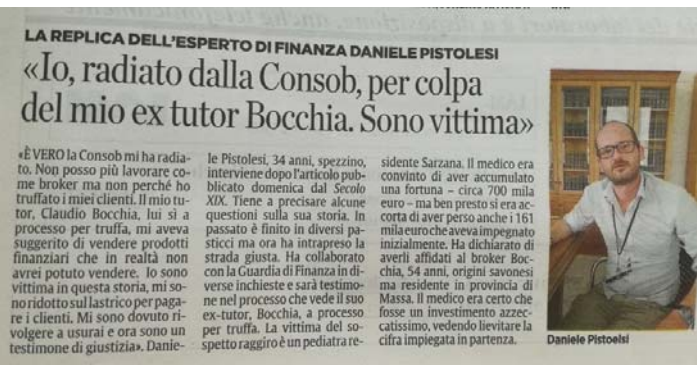 LA REPLICA DELL'ESPERTO DI FINANZA DANIELE PISTOLESI
«Io, radiato dalla Consob, per colpa
del mio ex tutor Bocchia. Sono vittima»
«È VERO la Consob mi ha radia-
to. Non posso più lavorare co-
me broker ma non perché ho
truffato i miei clienti. Il mio tu-
tor, Claudio Bocchia, lui sì a
processo per truffa, mi aveva
suggerito di vendere prodotti
finanziari che in realtà non
avrei potuto vendere. Io sono
vittima in questa storia, mi so-
no ridotto sul lastrico per paga-
re i clienti. Mi sono dovuto ri-
volgere a usurai e ora sono un
testimone di giustizia». Danie-
le Pistolesi, 34 anni, spezzino,
interviene dopo l'articolo pub-
blicato domenica dal Secolo
XIX. Tiene a precisare alcune
questioni sulla sua storia. In
passato è finito in diversi pa-
sticci ma ora ha intrapreso la
strada giusta. Ha collaborato
con la Guardia di Finanza in di-
verse inchieste e sarà testimo-
ne nel processo che vede il suo
ex-tutor, Bocchia, a processo
per truffa. La vittima del so-
spetto raggiro è un pediatra re-
sidente Sarzana. Il medico era
convinto di aver accumulato
una fortuna – circa 700 mila
euro – ma ben presto si era ac-
corta di aver perso anche i 161
mila euro che aveva impegnato
inizialmente. Ha dichiarato di
averli affidati al broker Boc-
chia, 54 anni, origini savonesi
ma residente in provincia di
Massa. Il medico era certo che
fosse un investimento azzec-
catissimo, vedendo lievitare la
cifra impiegata in partenza.
Daniele Pistoelsi